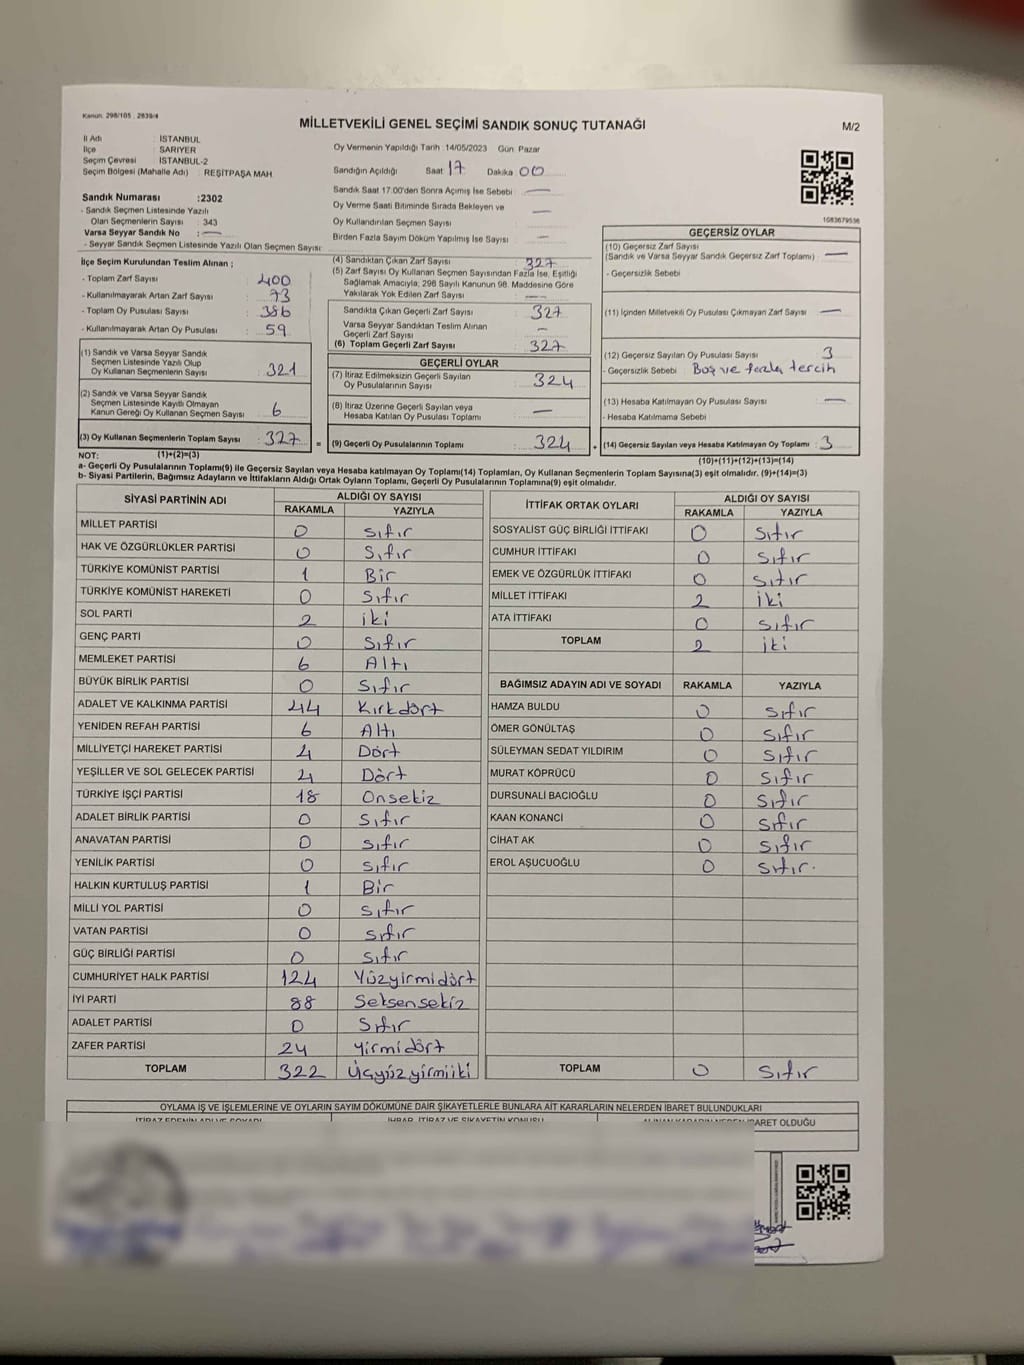 Kanun: 298/105 2839/4
MİLLETVEKİLİ GENEL SEÇİMİ SANDIK SONUÇ TUTANAĞI
M/2
İl Adı : İSTANBUL
İlçe : SARIYER
Seçim Çevresi : İSTANBUL-2
Seçim Bölgesi (Mahalle Adı) : REŞİTPAŞA MAH
Oy Vermenin Yapıldığı Tarih :14/05/2023 Gün: Pazar
Sandığın Açıldığı Saat 17 Dakika 00
Sandık Saat 17:00'den Sonra Açımış İse Sebebi —
Oy Verme Saati Bitiminde Sırada Bekleyen ve
Oy Kullandırılan Seçmen Sayısı —
Birden Fazla Sayım Döküm Yapılmış İse Sayısı —
Sandık Numarası :2302
- Sandık Seçmen Listesinde Yazılı
Olan Seçmenlerin Sayısı : 343
Varsa Seyyar Sandık No : —
- Seyyar Sandık Seçmen Listesinde Yazılı Olan Seçmen Sayısı:
İlçe Seçim Kurulundan Teslim Alınan ;
- Toplam Zarf Sayısı : 400
- Kullanılmayarak Artan Zarf Sayısı : 73
- Toplam Oy Pusulası Sayısı : 386
- Kullanılmayarak Artan Oy Pusulası : 59
(1) Sandık ve Varsa Seyyar Sandık
Seçmen Listesinde Yazılı Olup
Oy Kullanan Seçmenlerin Sayısı : 321
(2) Sandık ve Varsa Seyyar Sandık
Seçmen Listesinde Kayıtlı Olmayan
Kanun Gereği Oy Kullanan Seçmen Sayısı : 6
(3) Oy Kullanan Seçmenlerin Toplam Sayısı : 327
(4) Sandıktan Çıkan Zarf Sayısı : 327
(5) Zarf Sayısı Oy Kullanan Seçmen Sayısından Fazla İse, Eşitliği
Sağlamak Amacıyla; 298 Sayılı Kanunun 98. Maddesine Göre
Yakılarak Yok Edilen Zarf Sayısı : —
Sandıkta Çıkan Geçerli Zarf Sayısı : 327
Varsa Seyyar Sandıktan Teslim Alınan
Geçerli Zarf Sayısı : —
(6) Toplam Geçerli Zarf Sayısı : 327
GEÇERLİ OYLAR
(7) İtiraz Edilmeksizin Geçerli Sayılan
Oy Pusulalarının Sayısı : 324
(8) İtiraz Üzerine Geçerli Sayılan veya
Hesaba Katılan Oy Pusulası Toplamı : —
= (9) Geçerli Oy Pusulalarının Toplamı : 324
1083679536
GEÇERSİZ OYLAR
(10) Geçersiz Zarf Sayısı
(Sandık ve Varsa Seyyar Sandık Geçersiz Zarf Toplamı) : —
- Geçersizlik Sebebi
(11) İçinden Milletvekili Oy Pusulası Çıkmayan Zarf Sayısı : —
(12) Geçersiz Sayılan Oy Pusulası Sayısı : 3
- Geçersizlik Sebebi : Boş ve fazla tercih
(13) Hesaba Katılmayan Oy Pusulası Sayısı : —
- Hesaba Katılmama Sebebi
+ (14) Geçersiz Sayılan veya Hesaba Katılmayan Oy Toplamı : 3
NOT: (1)+(2)=(3)
(10)+(11)+(12)+(13)=(14)
a- Geçerli Oy Pusulalarının Toplamı(9) ile Geçersiz Sayılan veya Hesaba katılmayan Oy Toplamı(14) Toplamları, Oy Kullanan Seçmenlerin Toplam Sayısına(3) eşit olmalıdır. (9)+(14)=(3)
b- Siyasi Partilerin, Bağımsız Adayların ve İttifakların Aldığı Ortak Oyların Toplamı, Geçerli Oy Pusulalarının Toplamına(9) eşit olmalıdır.
SİYASİ PARTİNİN ADI ALDIĞI OY SAYISI
RAKAMLA YAZIYLA
MİLLET PARTİSİ 0 Sıfır
HAK VE ÖZGÜRLÜKLER PARTİSİ 0 Sıfır
TÜRKİYE KOMÜNİST PARTİSİ 1 Bir
TÜRKİYE KOMÜNİST HAREKETİ 0 Sıfır
SOL PARTİ 2 iki
GENÇ PARTİ 0 Sıfır
MEMLEKET PARTİSİ 6 Altı
BÜYÜK BİRLİK PARTİSİ 0 Sıfır
ADALET VE KALKINMA PARTİSİ 44 Kırkdört
YENİDEN REFAH PARTİSİ 6 Altı
MİLLİYETÇİ HAREKET PARTİSİ 4 Dört
YEŞİLLER VE SOL GELECEK PARTİSİ 4 Dört
TÜRKİYE İŞÇİ PARTİSİ 18 Onsekiz
ADALET BİRLİK PARTİSİ 0 Sıfır
ANAVATAN PARTİSİ 0 Sıfır
YENİLİK PARTİSİ 0 Sıfır
HALKIN KURTULUŞ PARTİSİ 1 Bir
MİLLİ YOL PARTİSİ 0 Sıfır
VATAN PARTİSİ 0 Sıfır
GÜÇ BİRLİĞİ PARTİSİ 0 Sıfır
CUMHURİYET HALK PARTİSİ 124 Yüzyirmidört
İYİ PARTİ 88 Seksensekiz
ADALET PARTİSİ 0 Sıfır
ZAFER PARTİSİ 24 Yirmidört
TOPLAM 322 Üçyüzyirmiiki
İTTİFAK ORTAK OYLARI ALDIĞI OY SAYISI
RAKAMLA YAZIYLA
SOSYALİST GÜÇ BİRLİĞİ İTTİFAKI 0 Sıfır
CUMHUR İTTİFAKI 0 Sıfır
EMEK VE ÖZGÜRLÜK İTTİFAKI 0 Sıfır
MİLLET İTTİFAKI 2 iki
ATA İTTİFAKI 0 Sıfır
TOPLAM 2 iki
BAĞIMSIZ ADAYIN ADI VE SOYADI RAKAMLA YAZIYLA
HAMZA BULDU 0 Sıfır
ÖMER GÖNÜLTAŞ 0 Sıfır
SÜLEYMAN SEDAT YILDIRIM 0 Sıfır
MURAT KÖPRÜCÜ 0 Sıfır
DURSUNALİ BACIOĞLU 0 Sıfır
KAAN KONANCİ 0 Sıfır
CİHAT AK 0 Sıfır
EROL AŞUCUOĞLU 0 Sıfır.
TOPLAM 0 Sıfır
OYLAMA İŞ VE İŞLEMLERİNE VE OYLARIN SAYIM DÖKÜMÜNE DAİR ŞİKAYETLERLE BUNLARA AİT KARARLARIN NELERDEN İBARET BULUNDUKLARI